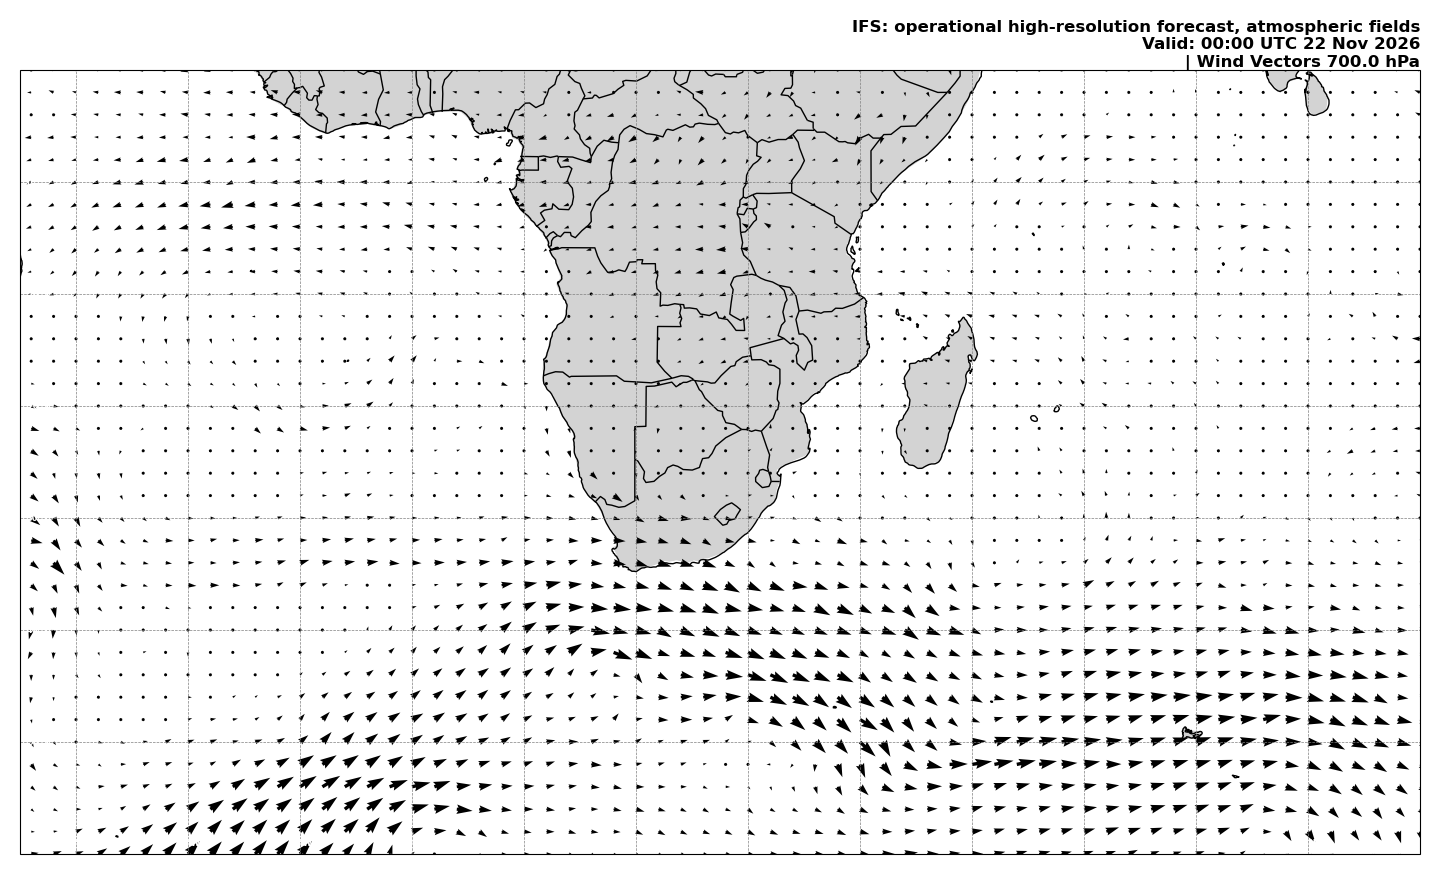 IFS: operational high-resolution forecast, atmospheric fields
Valid: 00:00 UTC 22 Nov 2026
| Wind Vectors 700.0 hPa